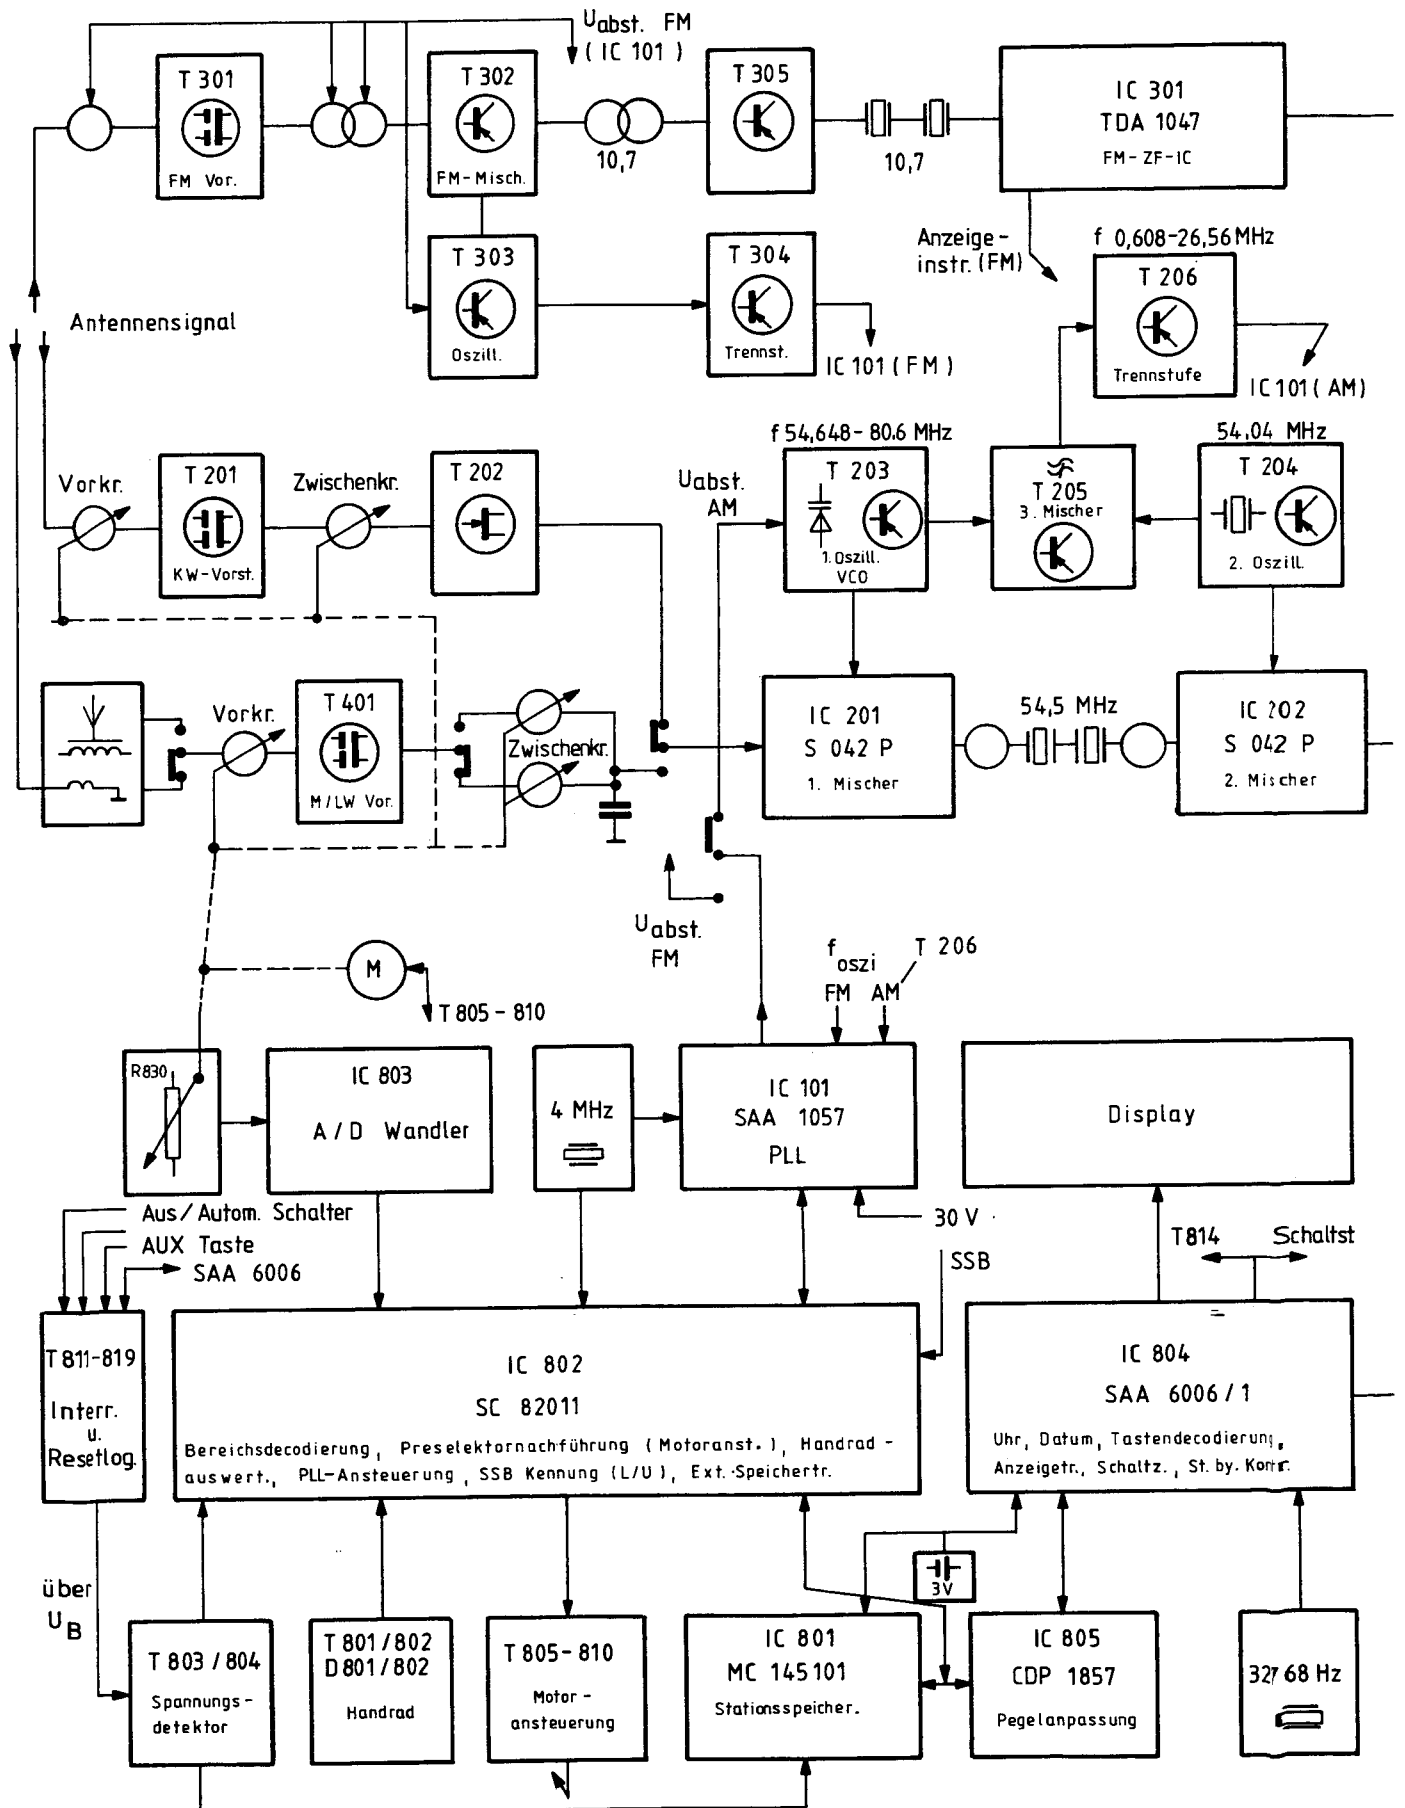 Uabst. FM
(IC 101)
T 301
FM Vor.
T 302
FM-Misch.
10,7
T 305
10,7
IC 301
TDA 1047
FM-ZF-IC
T 303
Oszill.
T 304
Trennst.
IC 101 (FM)
Anzeige-
instr. (FM)
f 0,608-26,56 MHz
T 206
Trennstufe
IC 101 (AM)
Antennensignal
Vorkr.
T 201
KW-Vorst.
Zwischenkr.
T 202
Uabst.
AM
f 54,648-80.6 MHz
T 203
1. Oszill.
VCO
T 205
3. Mischer
54,04 MHz
T 204
2. Oszill.
Vorkr.
T 401
M/LW Vor.
Zwischenkr.
IC 201
S 042 P
1. Mischer
54,5 MHz
IC 202
S 042 P
2. Mischer
Uabst.
FM
M
T 805-810
foszi
FM AM
T 206
R830
IC 803
A/D Wandler
4 MHz
IC 101
SAA 1057
PLL
Display
Aus/Autom. Schalter
AUX Taste
SAA 6006
30 V
SSB
T814
Schaltst
T 811-819
Interr.
u.
Resetlog.
IC 802
SC 82011
Bereichsdecodierung, Preselektornachführung (Motoranst.), Handrad-
auswert., PLL-Ansteuerung, SSB Kennung (L/U), Ext. Speichertr.
IC 804
SAA 6006/1
Uhr, Datum, Tastendecodierung,
Anzeigetr., Schaltz., St. by. Kontr.
über
UB
3V
T 803/804
Spannungs-
detektor
T 801/802
D 801/802
Handrad
T 805-810
Motor-
ansteuerung
IC 801
MC 145101
Stationsspeicher.
IC 805
CDP 1857
Pegelanpassung
32768 Hz